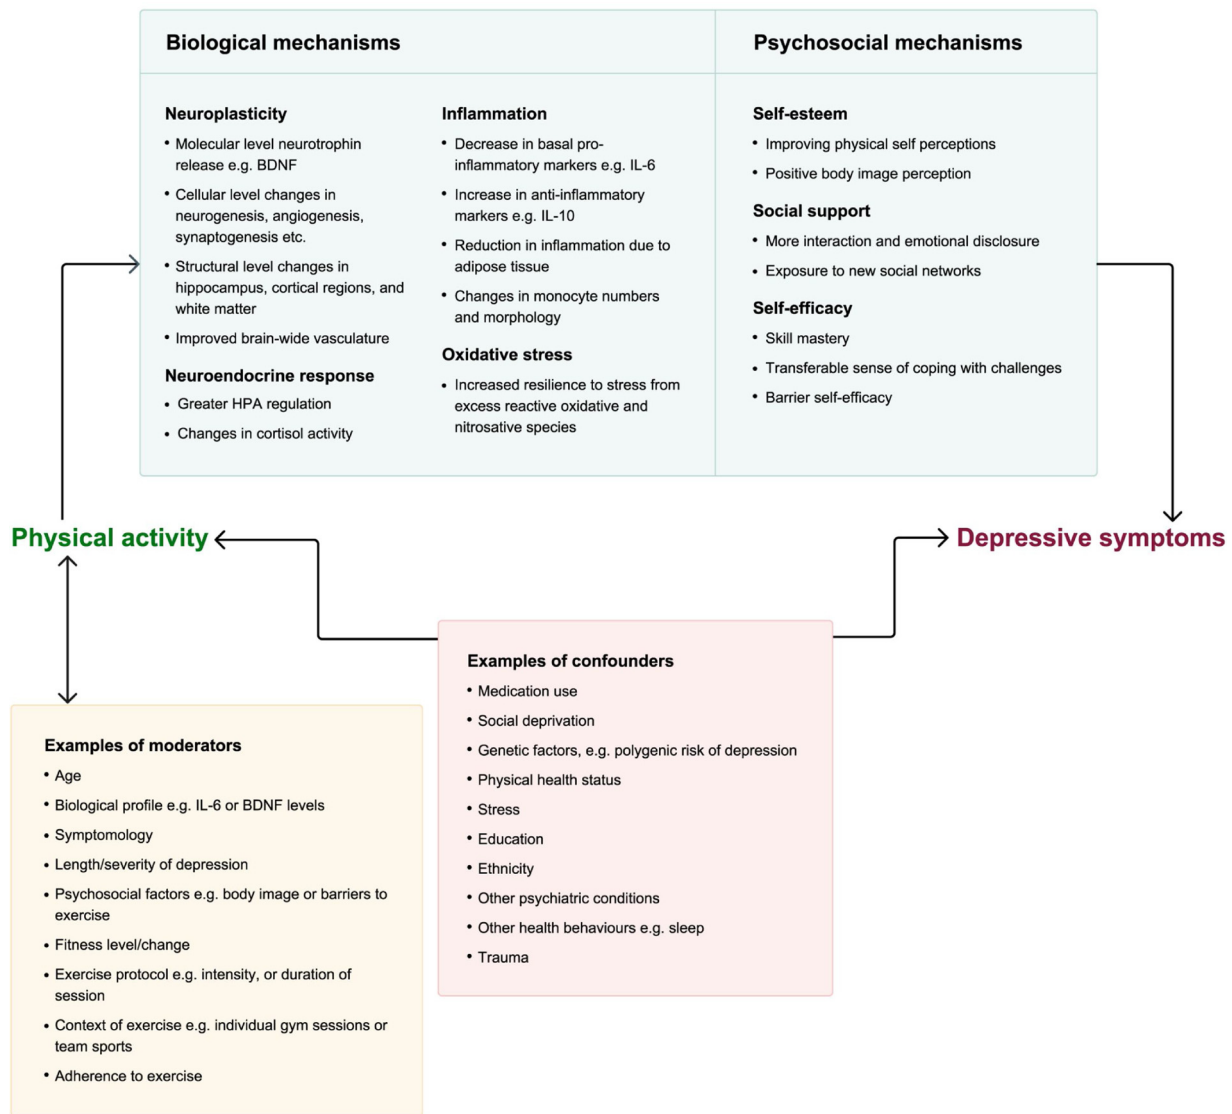 Biological mechanisms
Neuroplasticity
• Molecular level neurotrophin
release e.g. BDNF
• Cellular level changes in
neurogenesis, angiogenesis,
synaptogenesis etc.
• Structural level changes in
hippocampus, cortical regions, and
white matter
• Improved brain-wide vasculature
Neuroendocrine response
• Greater HPA regulation
• Changes in cortisol activity
Inflammation
• Decrease in basal pro-
inflammatory markers e.g. IL-6
• Increase in anti-inflammatory
markers e.g. IL-10
• Reduction in inflammation due to
adipose tissue
• Changes in monocyte numbers
and morphology
Oxidative stress
• Increased resilience to stress from
excess reactive oxidative and
nitrosative species
Psychosocial mechanisms
Self-esteem
• Improving physical self perceptions
• Positive body image perception
Social support
• More interaction and emotional disclosure
• Exposure to new social networks
Self-efficacy
• Skill mastery
• Transferable sense of coping with challenges
• Barrier self-efficacy
Physical activity
Depressive symptoms
Examples of moderators
• Age
• Biological profile e.g. IL-6 or BDNF levels
• Symptomology
• Length/severity of depression
• Psychosocial factors e.g. body image or barriers to
exercise
• Fitness level/change
• Exercise protocol e.g. intensity, or duration of
session
• Context of exercise e.g. individual gym sessions or
team sports
• Adherence to exercise
Examples of confounders
• Medication use
• Social deprivation
• Genetic factors, e.g. polygenic risk of depression
• Physical health status
• Stress
• Education
• Ethnicity
• Other psychiatric conditions
• Other health behaviours e.g. sleep
• Trauma